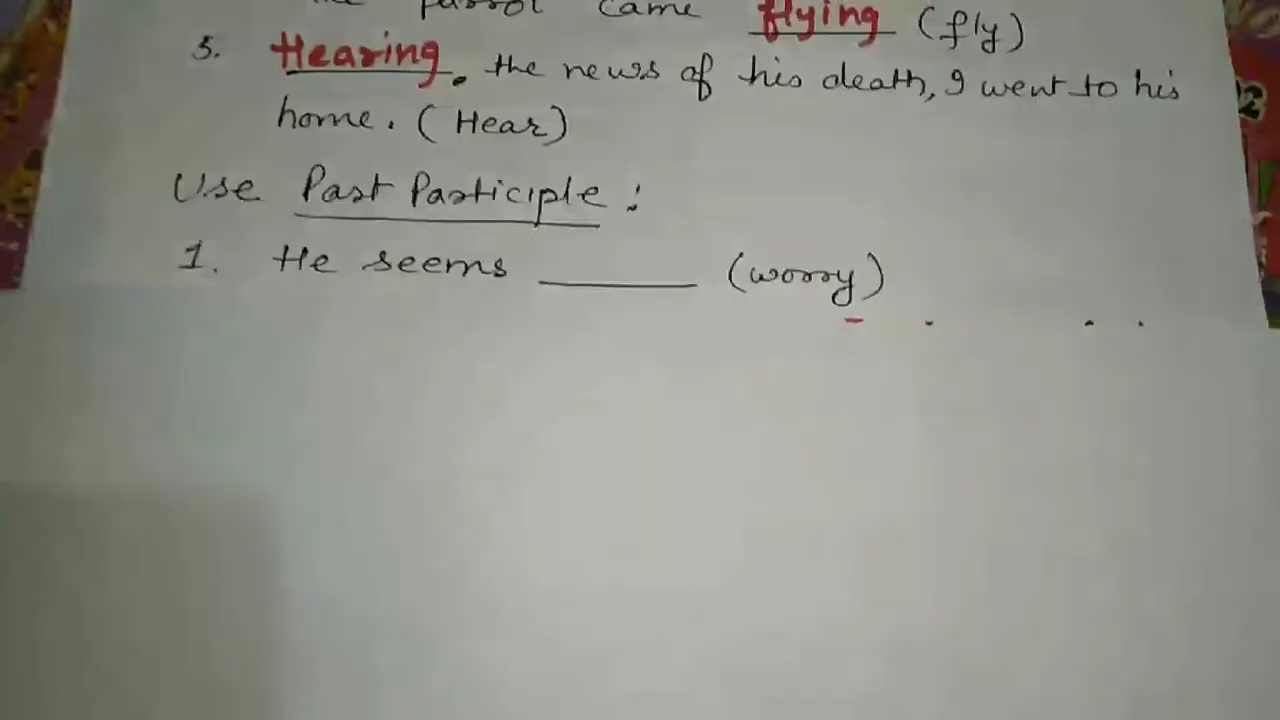 parrot came flying (fly)
5. Hearing. the news of his death, I went to his
home. (Hear)
Use Past Participle :
1. He seems ______ (worry)